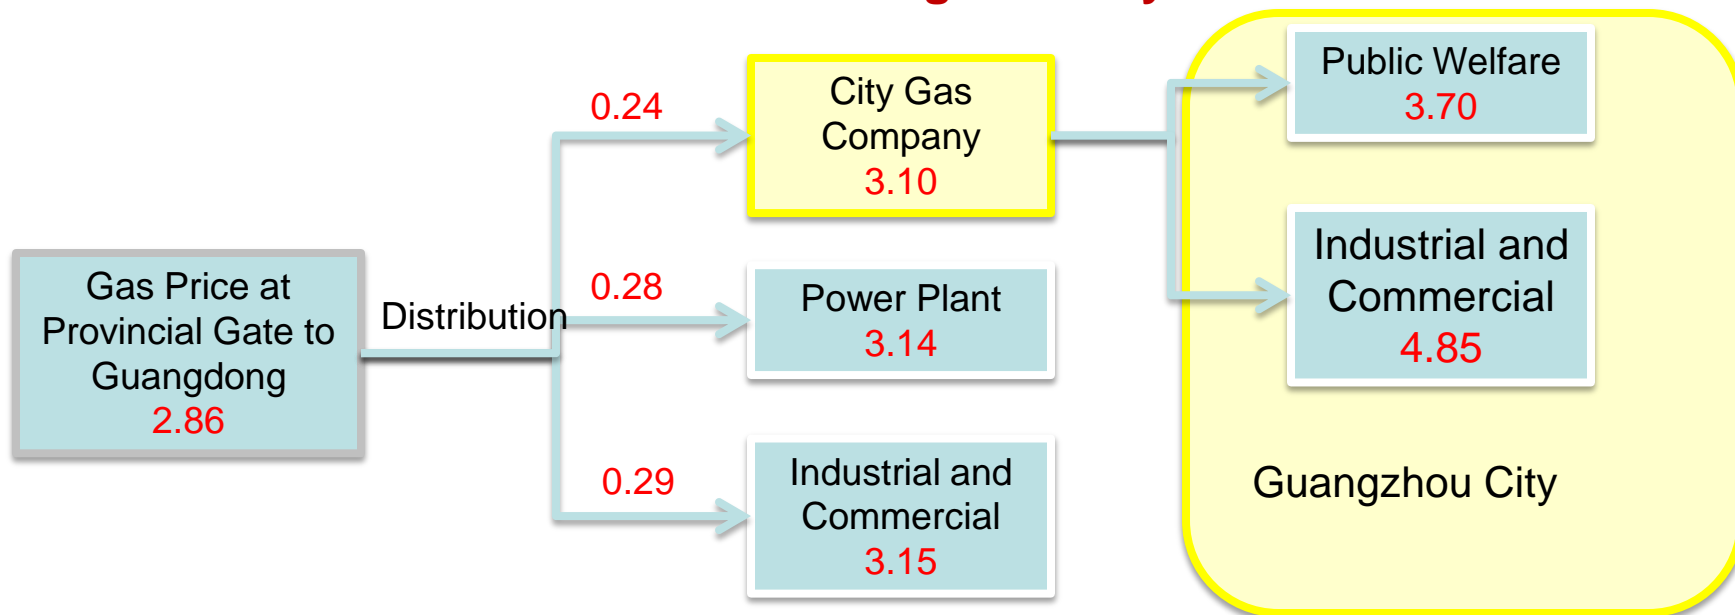 Gas Price at
Provincial Gate to
Guangdong
2.86
Distribution
0.24
0.28
0.29
City Gas
Company
3.10
Power Plant
3.14
Industrial and
Commercial
3.15
Public Welfare
3.70
Industrial and
Commercial
4.85
Guangzhou City